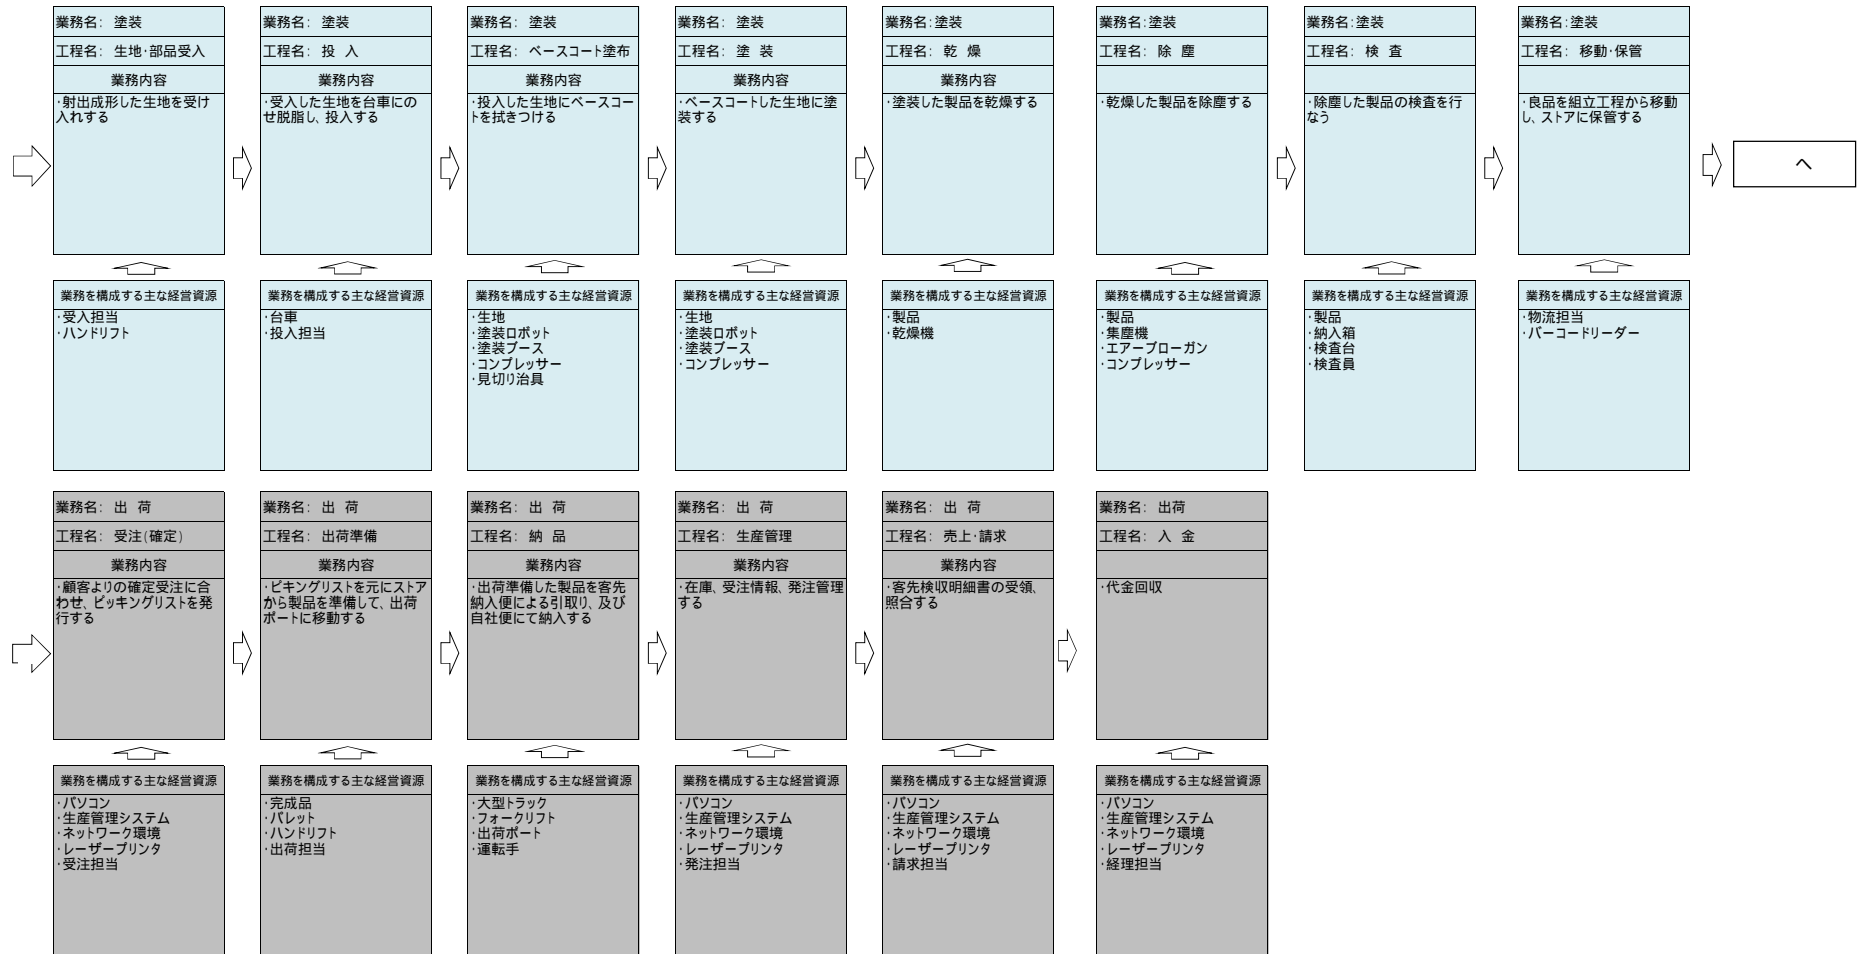 業務名: 塗装
工程名: 生地･部品受入
業務内容
･射出成形した生地を受け
入れする
業務名: 塗装
工程名: 投 入
業務内容
･受入した生地を台車にの
せ脱脂し、投入する
業務名: 塗装
工程名: ベースコート塗布
業務内容
･投入した生地にベースコー
トを拭きつける
業務名: 塗装
工程名: 塗 装
業務内容
･ベースコートした生地に塗
装する
業務名: 塗装
工程名: 乾 燥
業務内容
･塗装した製品を乾燥する
業務名:塗装
工程名: 除 塵
･乾燥した製品を除塵する
業務名:塗装
工程名: 検 査
･除塵した製品の検査を行
なう
業務名:塗装
工程名: 移動･保管
･良品を組立工程から移動
し、ストアに保管する
へ
業務を構成する主な経営資源
･受入担当
･ハンドリフト
業務を構成する主な経営資源
･台車
･投入担当
業務を構成する主な経営資源
･生地
･塗装ロボット
･塗装ブース
･コンプレッサー
･見切り治具
業務を構成する主な経営資源
･生地
･塗装ロボット
･塗装ブース
･コンプレッサー
業務を構成する主な経営資源
･製品
･乾燥機
業務を構成する主な経営資源
･製品
･集塵機
･エアーブローガン
･コンプレッサー
業務を構成する主な経営資源
･製品
･納入箱
･検査台
･検査員
業務を構成する主な経営資源
･物流担当
･バーコードリーダー
業務名: 出 荷
工程名: 受注(確定)
業務内容
･顧客よりの確定受注に合
わせ、ピッキングリストを発
行する
業務名: 出 荷
工程名: 出荷準備
業務内容
･ピキングリストを元にストア
から製品を準備して、出荷
ポートに移動する
業務名: 出 荷
工程名: 納 品
業務内容
･出荷準備した製品を客先
納入便による引取り、及び
自社便にて納入する
業務名: 出 荷
工程名: 生産管理
業務内容
･在庫、受注情報、発注管理
する
業務名: 出 荷
工程名: 売上･請求
業務内容
･客先検収明細書の受領、
照合する
業務名: 出荷
工程名: 入 金
･代金回収
業務を構成する主な経営資源
･パソコン
･生産管理システム
･ネットワーク環境
･レーザープリンタ
･受注担当
業務を構成する主な経営資源
･完成品
･パレット
･ハンドリフト
･出荷担当
業務を構成する主な経営資源
･大型トラック
･フォークリフト
･出荷ポート
･運転手
業務を構成する主な経営資源
･パソコン
･生産管理システム
･ネットワーク環境
･レーザープリンタ
･発注担当
業務を構成する主な経営資源
･パソコン
･生産管理システム
･ネットワーク環境
･レーザープリンタ
･請求担当
業務を構成する主な経営資源
･パソコン
･生産管理システム
･ネットワーク環境
･レーザープリンタ
･経理担当